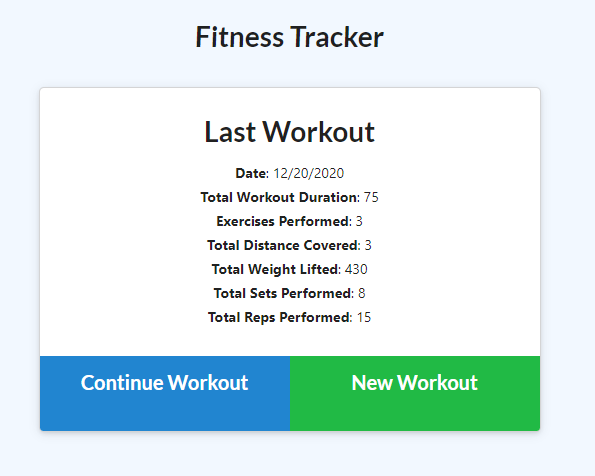 Fitness Tracker
Last Workout
Date: 12/20/2020
Total Workout Duration: 75
Exercises Performed: 3
Total Distance Covered: 3
Total Weight Lifted: 430
Total Sets Performed: 8
Total Reps Performed: 15
Continue Workout
New Workout